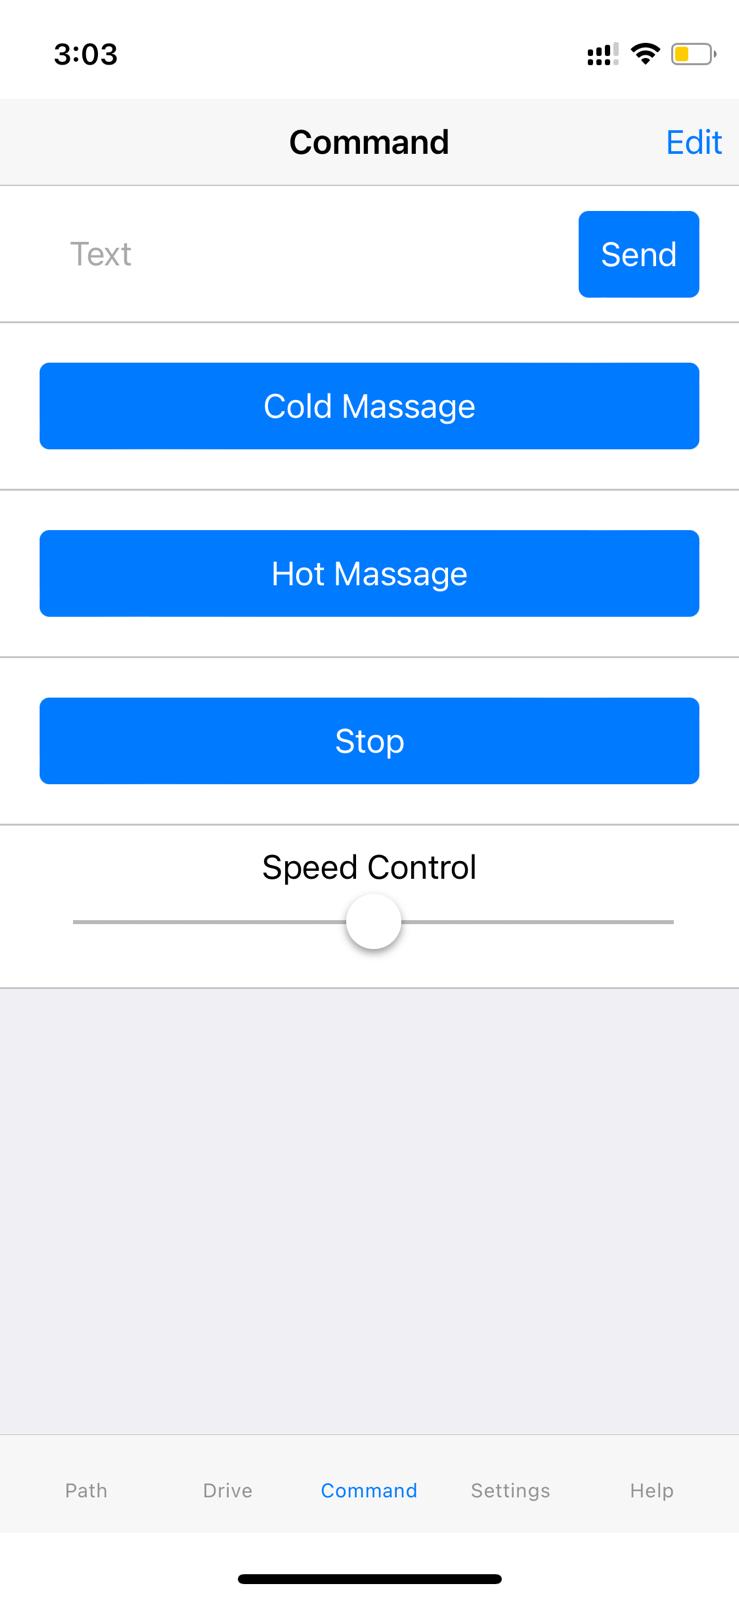 3:03
Command Edit
Text Send
Cold Massage
Hot Massage
Stop
Speed Control
Path Drive Command Settings Help